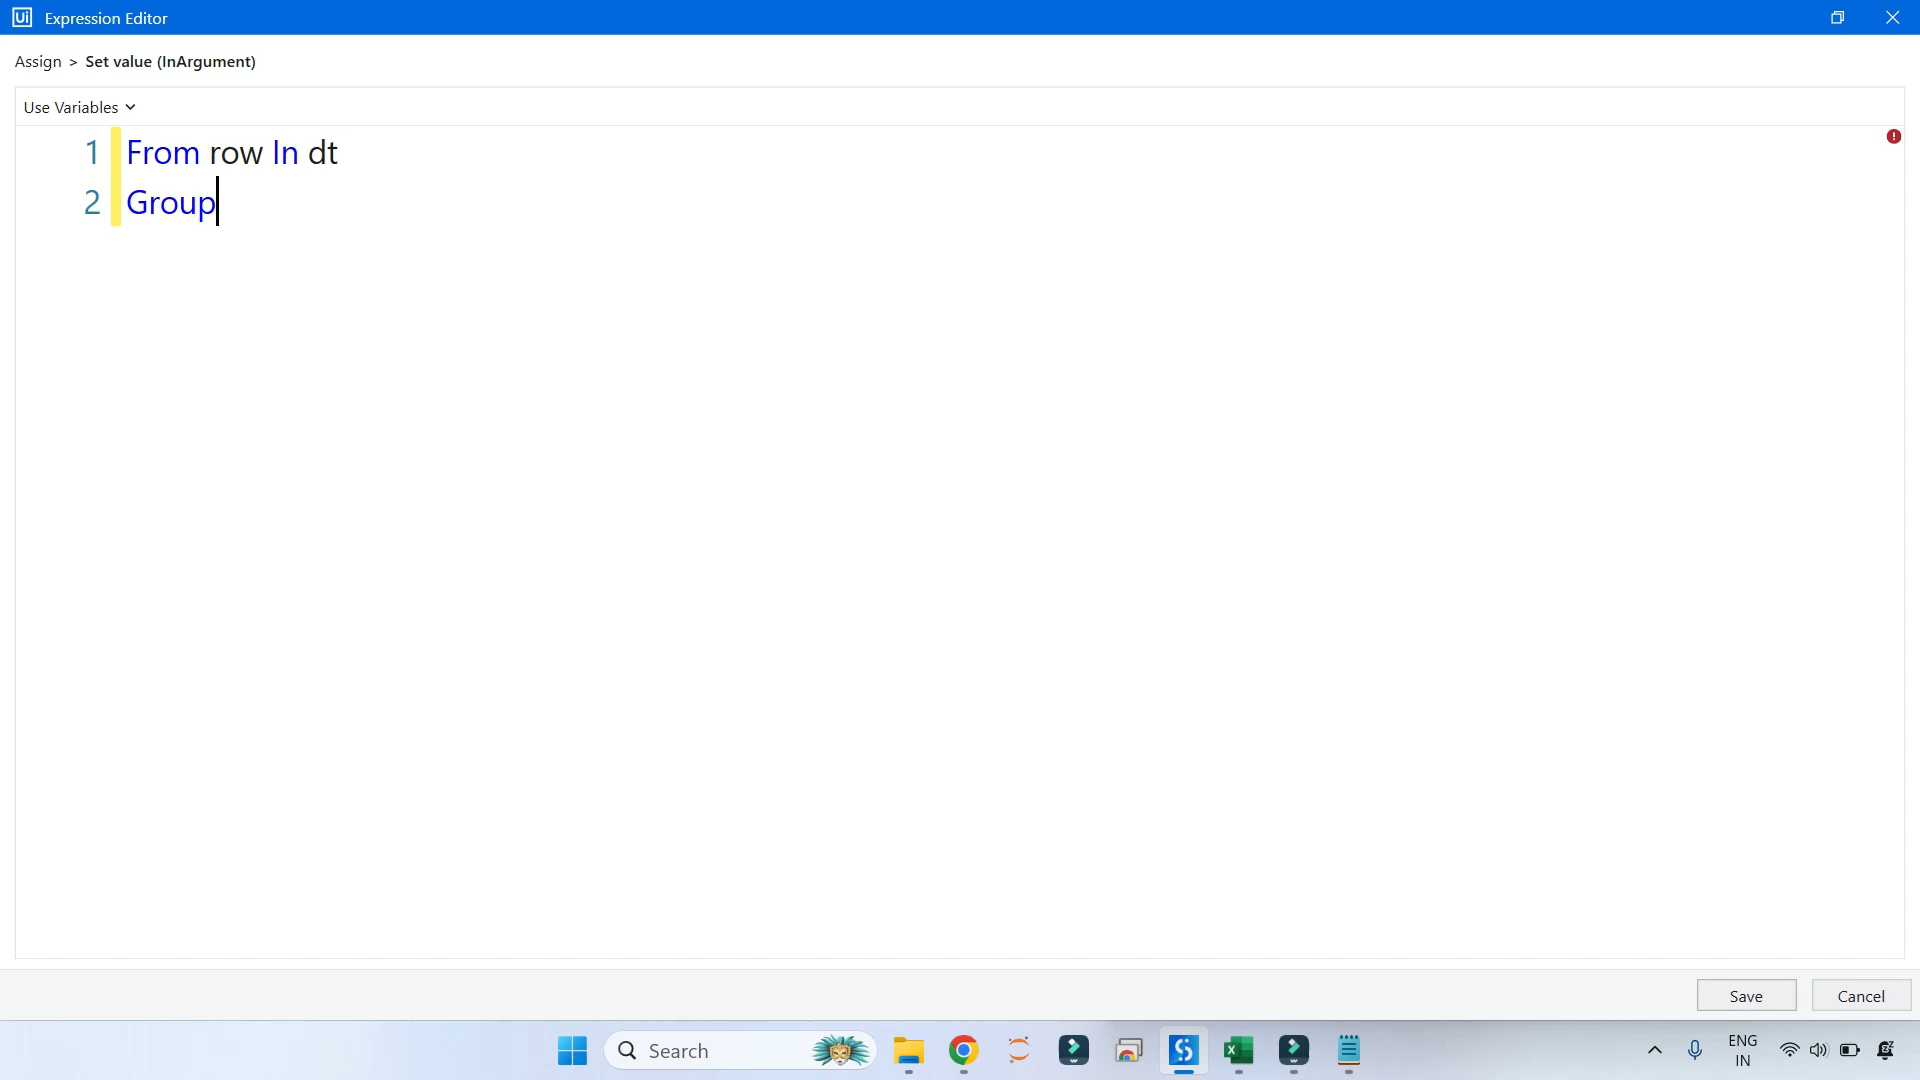 Ui Expression Editor
Assign > Set value (InArgument)
Use Variables
1 From row In dt
2 Group
Save Cancel
Search
ENG
IN